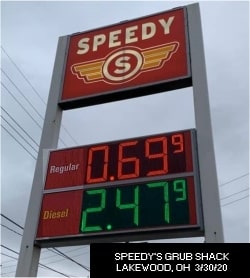 SPEEDY
S
Regular 0.69 9
Diesel 2.47 9
SPEEDY'S GRUB SHACK
LAKEWOOD, OH 3/30/20